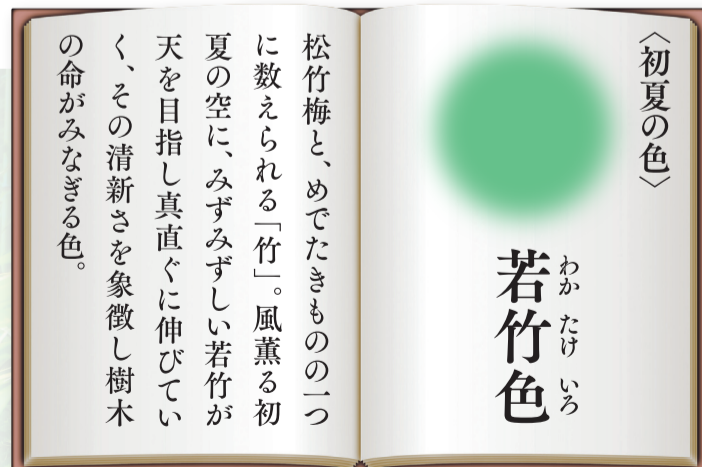 〈初夏の色〉
わか たけ いろ
若竹色
松竹梅と、めでたきものの一つ
に数えられる「竹」。風薫る初
夏の空に、みずみずしい若竹が
天を目指し真直ぐに伸びてい
く、その清新さを象徴し樹木
の命がみなぎる色。